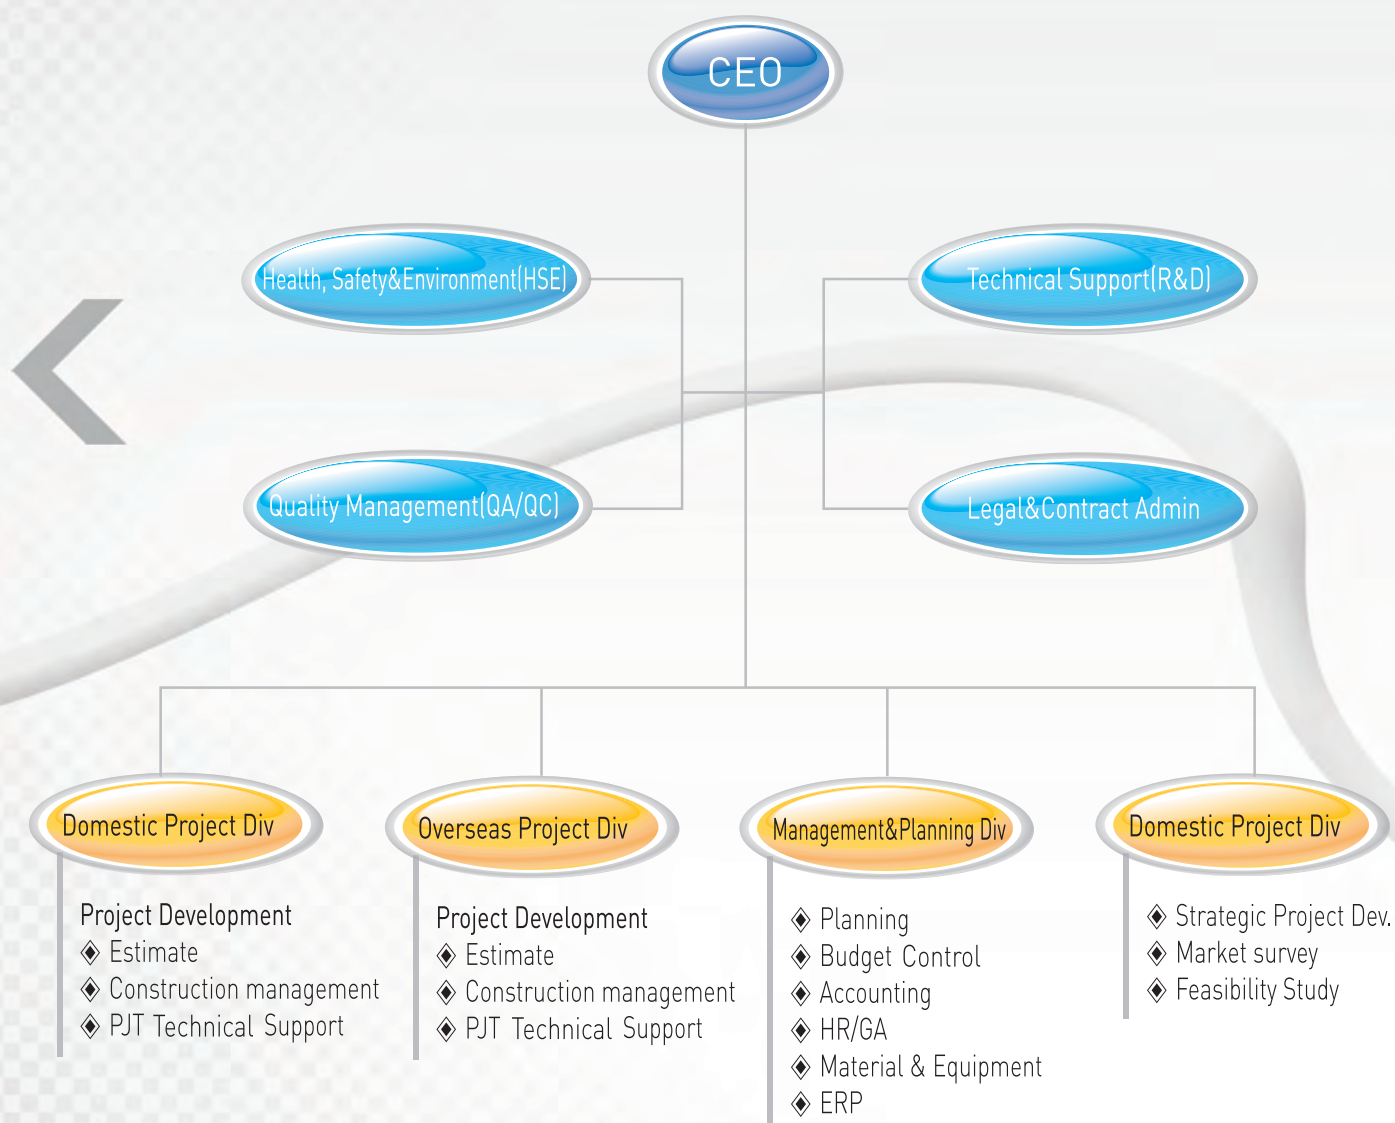 CEO
Health, Safety&Environment(HSE)
Technical Support(R&D)
Quality Management(QA/QC)
Legal&Contract Admin
Domestic Project Div
Project Development
◈ Estimate
◈ Construction management
◈ PJT Technical Support
Overseas Project Div
Project Development
◈ Estimate
◈ Construction management
◈ PJT Technical Support
Management&Planning Div
◈ Planning
◈ Budget Control
◈ Accounting
◈ HR/GA
◈ Material & Equipment
◈ ERP
Domestic Project Div
◈ Strategic Project Dev.
◈ Market survey
◈ Feasibility Study